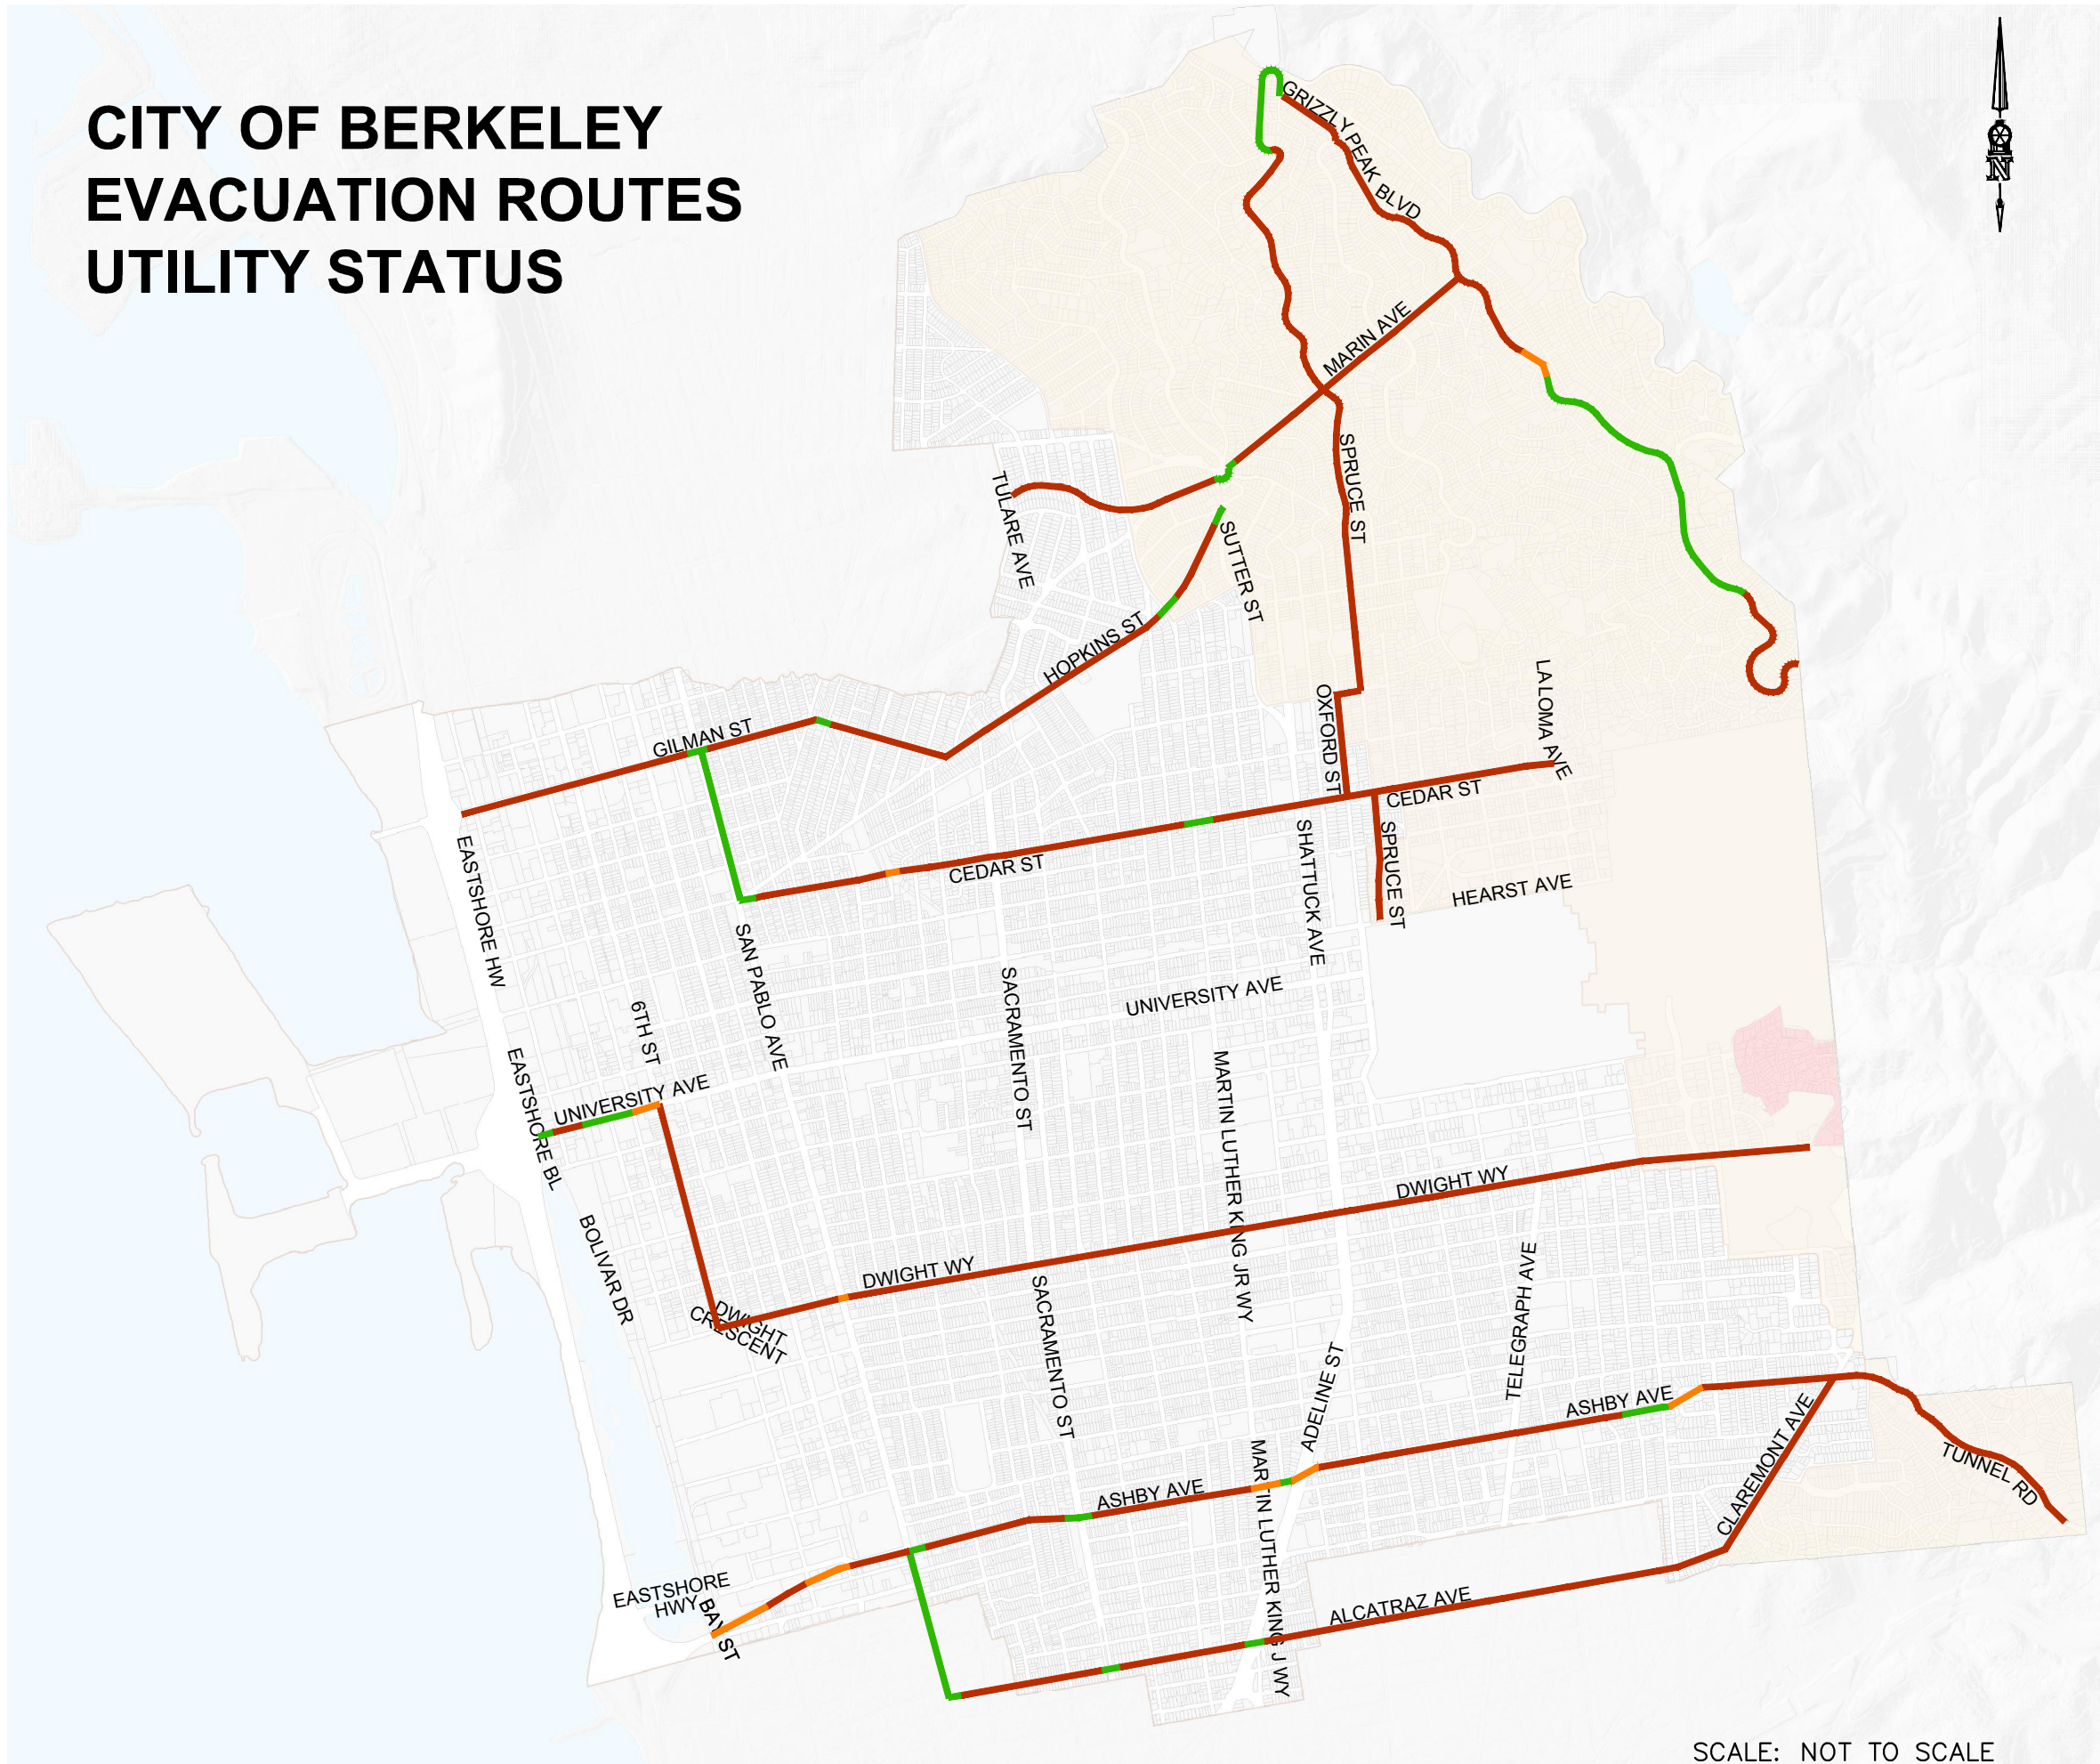 CITY OF BERKELEY
EVACUATION ROUTES
UTILITY STATUS
N
GRIZZLY PEAK BLVD
MARIN AVE
SPRUCE ST
TULARE AVE
SUTTER ST
HOPKINS ST
OXFORD ST
LA LOMA AVE
GILMAN ST
CEDAR ST
CEDAR ST
SPRUCE ST
SHATTUCK AVE
HEARST AVE
EASTSHORE HW
SAN PABLO AVE
SACRAMENTO ST
UNIVERSITY AVE
6TH ST
EASTSHORE BL
UNIVERSITY AVE
MARTIN LUTHER KING JR WY
DWIGHT WY
BOLIVAR DR
DWIGHT WY
DWIGHT
CRESCENT
SACRAMENTO ST
TELEGRAPH AVE
ADELINE ST
ASHBY AVE
CLAREMONT AVE
TUNNEL RD
ASHBY AVE
MARTIN LUTHER KING J WY
EASTSHORE
HWY
BAY ST
ALCATRAZ AVE
SCALE: NOT TO SCALE